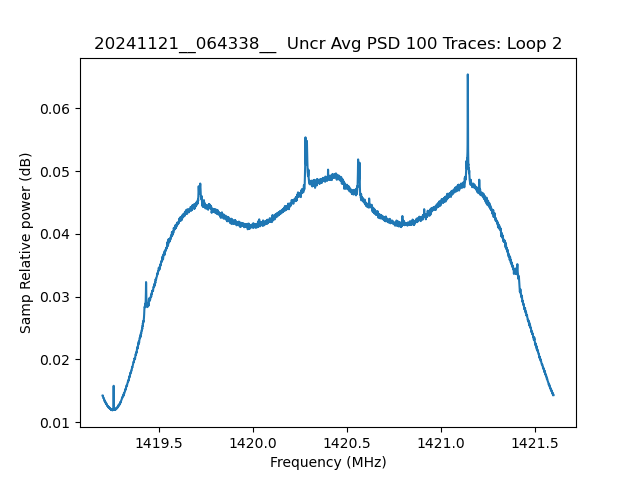 20241121__064338__  Uncr Avg PSD 100 Traces: Loop 2
Samp Relative power (dB)
0.06
0.05
0.04
0.03
0.02
0.01
1419.5 1420.0 1420.5 1421.0 1421.5
Frequency (MHz)